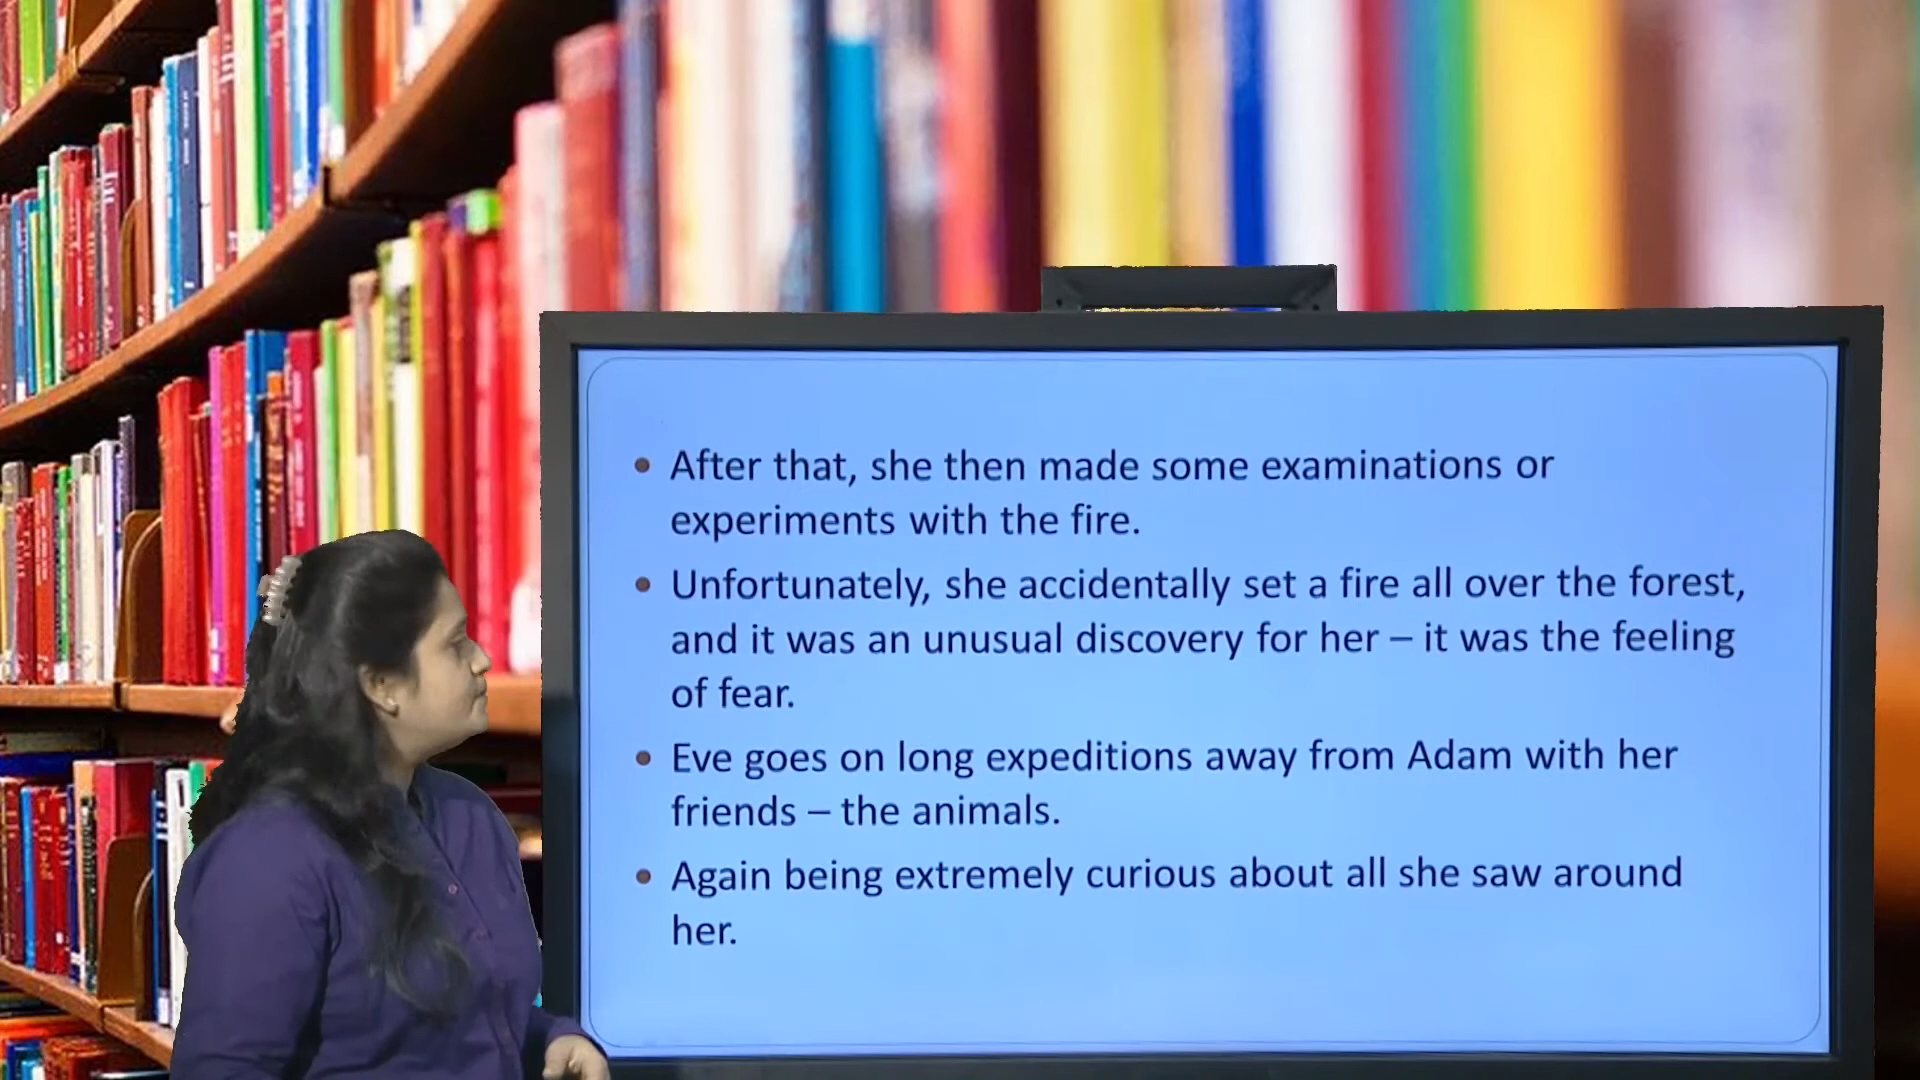 • After that, she then made some examinations or
experiments with the fire.
• Unfortunately, she accidentally set a fire all over the forest,
and it was an unusual discovery for her – it was the feeling
of fear.
• Eve goes on long expeditions away from Adam with her
friends – the animals.
• Again being extremely curious about all she saw around
her.